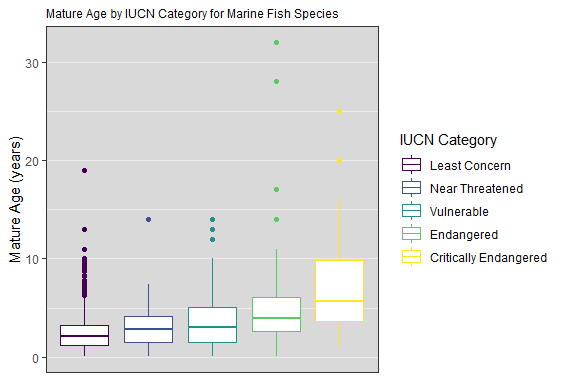 Mature Age by IUCN Category for Marine Fish Species
30
20
10
0
Mature Age (years)
IUCN Category
Least Concern
Near Threatened
Vulnerable
Endangered
Critically Endangered